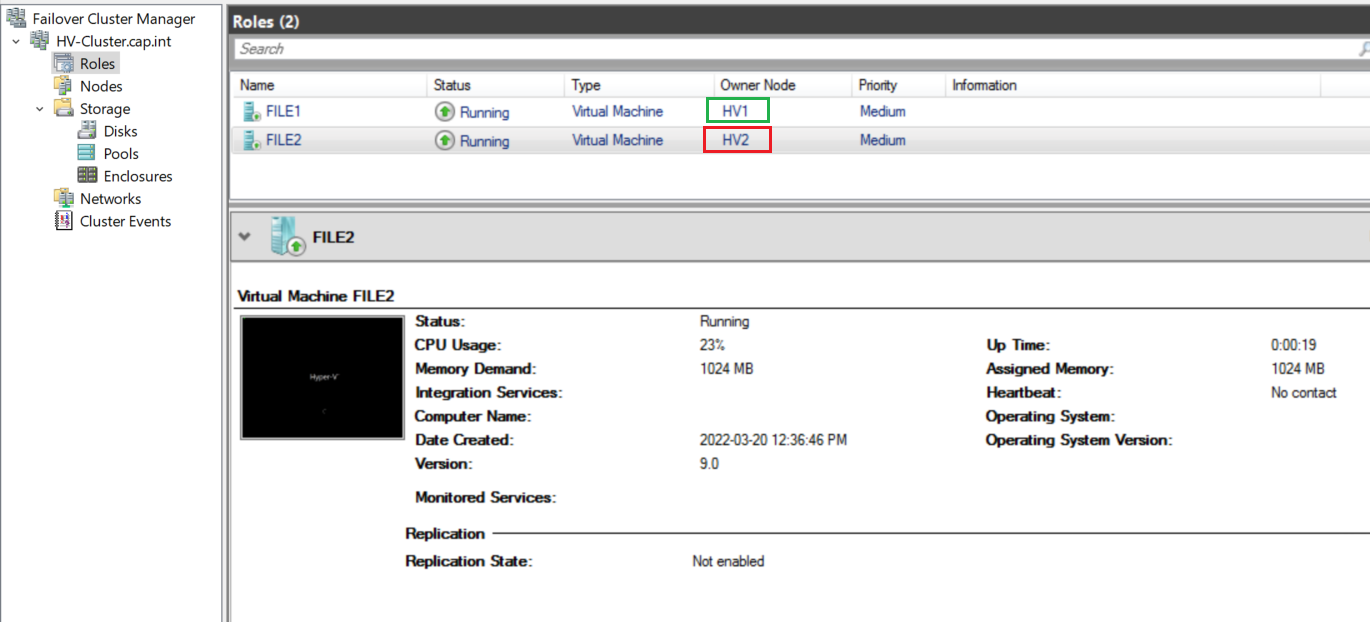 Failover Cluster Manager
HV-Cluster.cap.int
Roles
Nodes
Storage
Disks
Pools
Enclosures
Networks
Cluster Events
Roles (2)
Search
Name Status Type Owner Node Priority Information
FILE1 Running Virtual Machine HV1 Medium
FILE2 Running Virtual Machine HV2 Medium
FILE2
Virtual Machine FILE2
Hyper-V
Status: Running
CPU Usage: 23% Up Time: 0:00:19
Memory Demand: 1024 MB Assigned Memory: 1024 MB
Integration Services: Heartbeat: No contact
Computer Name: Operating System:
Date Created: 2022-03-20 12:36:46 PM Operating System Version:
Version: 9.0
Monitored Services:
Replication
Replication State: Not enabled